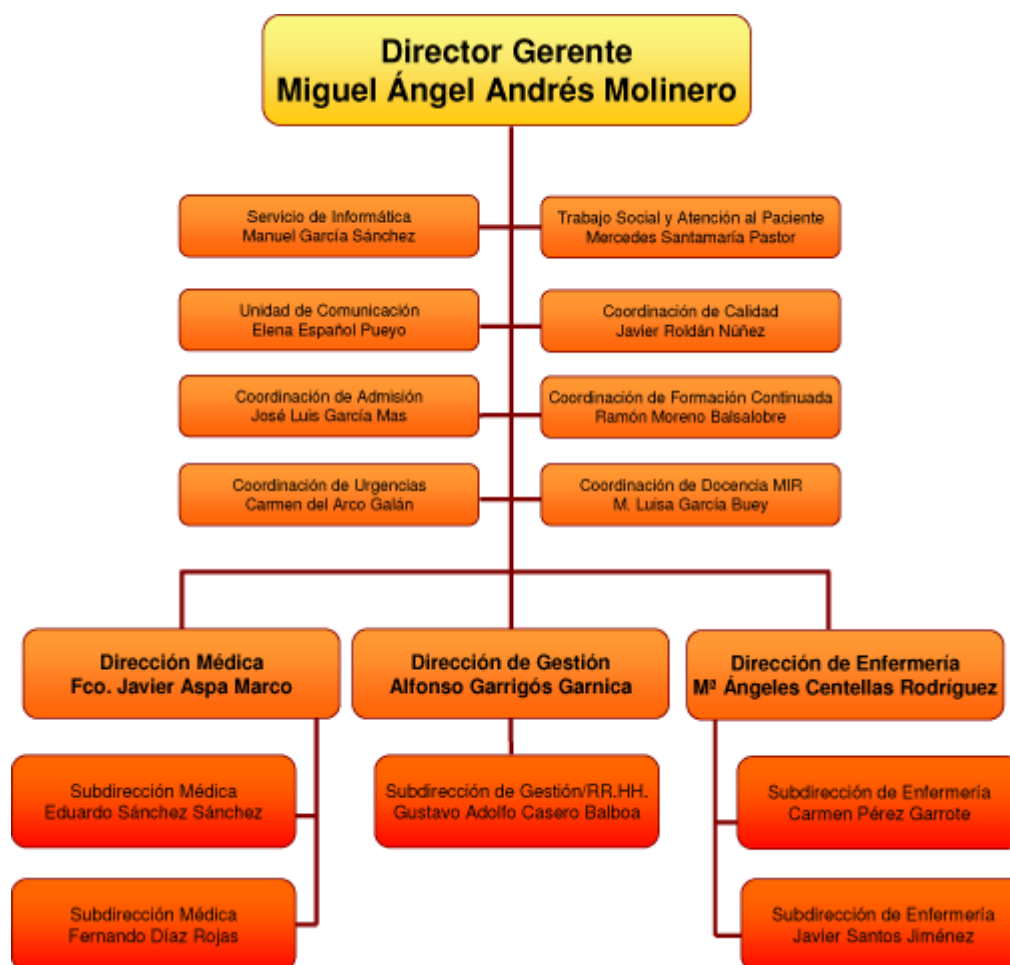 Director Gerente
Miguel Ángel Andrés Molinero
Servicio de Informática
Manuel García Sánchez
Trabajo Social y Atención al Paciente
Mercedes Santamaría Pastor
Unidad de Comunicación
Elena Español Pueyo
Coordinación de Calidad
Javier Roldán Núñez
Coordinación de Admisión
José Luis García Mas
Coordinación de Formación Continuada
Ramón Moreno Balsalobre
Coordinación de Urgencias
Carmen del Arco Galán
Coordinación de Docencia MIR
M. Luisa García Buey
Dirección Médica
Fco. Javier Aspa Marco
Dirección de Gestión
Alfonso Garrigós Garnica
Dirección de Enfermería
Mª Ángeles Centellas Rodríguez
Subdirección Médica
Eduardo Sánchez Sánchez
Subdirección de Gestión/RR.HH.
Gustavo Adolfo Casero Balboa
Subdirección de Enfermería
Carmen Pérez Garrote
Subdirección Médica
Fernando Díaz Rojas
Subdirección de Enfermería
Javier Santos Jiménez